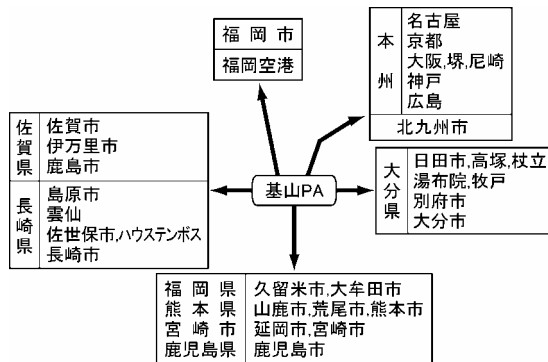 福岡市
福岡空港
本州
名古屋
京都
大阪,堺,尼崎
神戸
広島
北九州市
佐賀県
佐賀市
伊万里市
鹿島市
長崎県
島原市
雲仙
佐世保市,ハウステンボス
長崎市
基山PA
大分県
日田市,高塚,杖立
湯布院,牧戸
別府市
大分市
福岡県 久留米市,大牟田市
熊本県 山鹿市,荒尾市,熊本市
宮崎市 延岡市,宮崎市
鹿児島県 鹿児島市